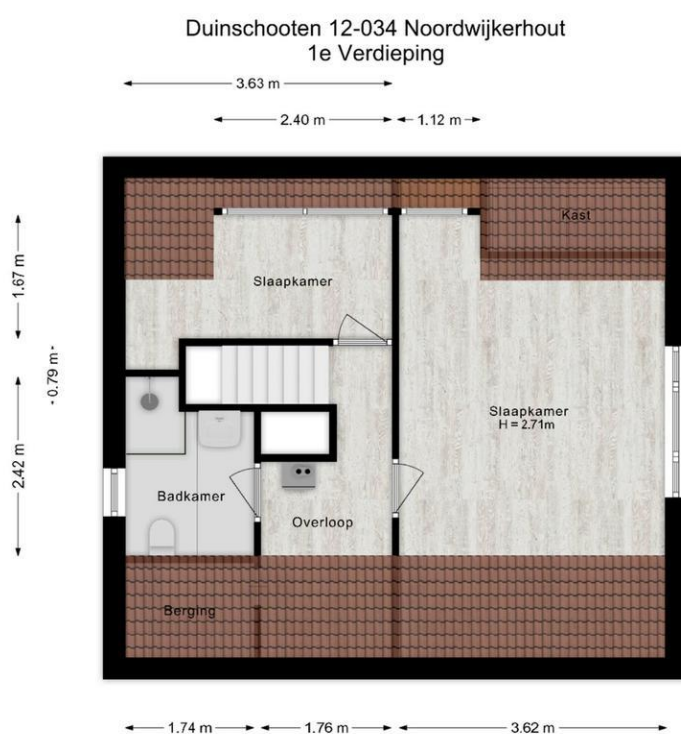 Duinschooten 12-034 Noordwijkerhout
1e Verdieping
3.63 m
2.40 m
1.12 m
Kast
1.67 m
Slaapkamer
- 0.79 m -
Slaapkamer
H = 2.71m
2.42 m
Badkamer
Overloop
Berging
1.74 m
1.76 m
3.62 m